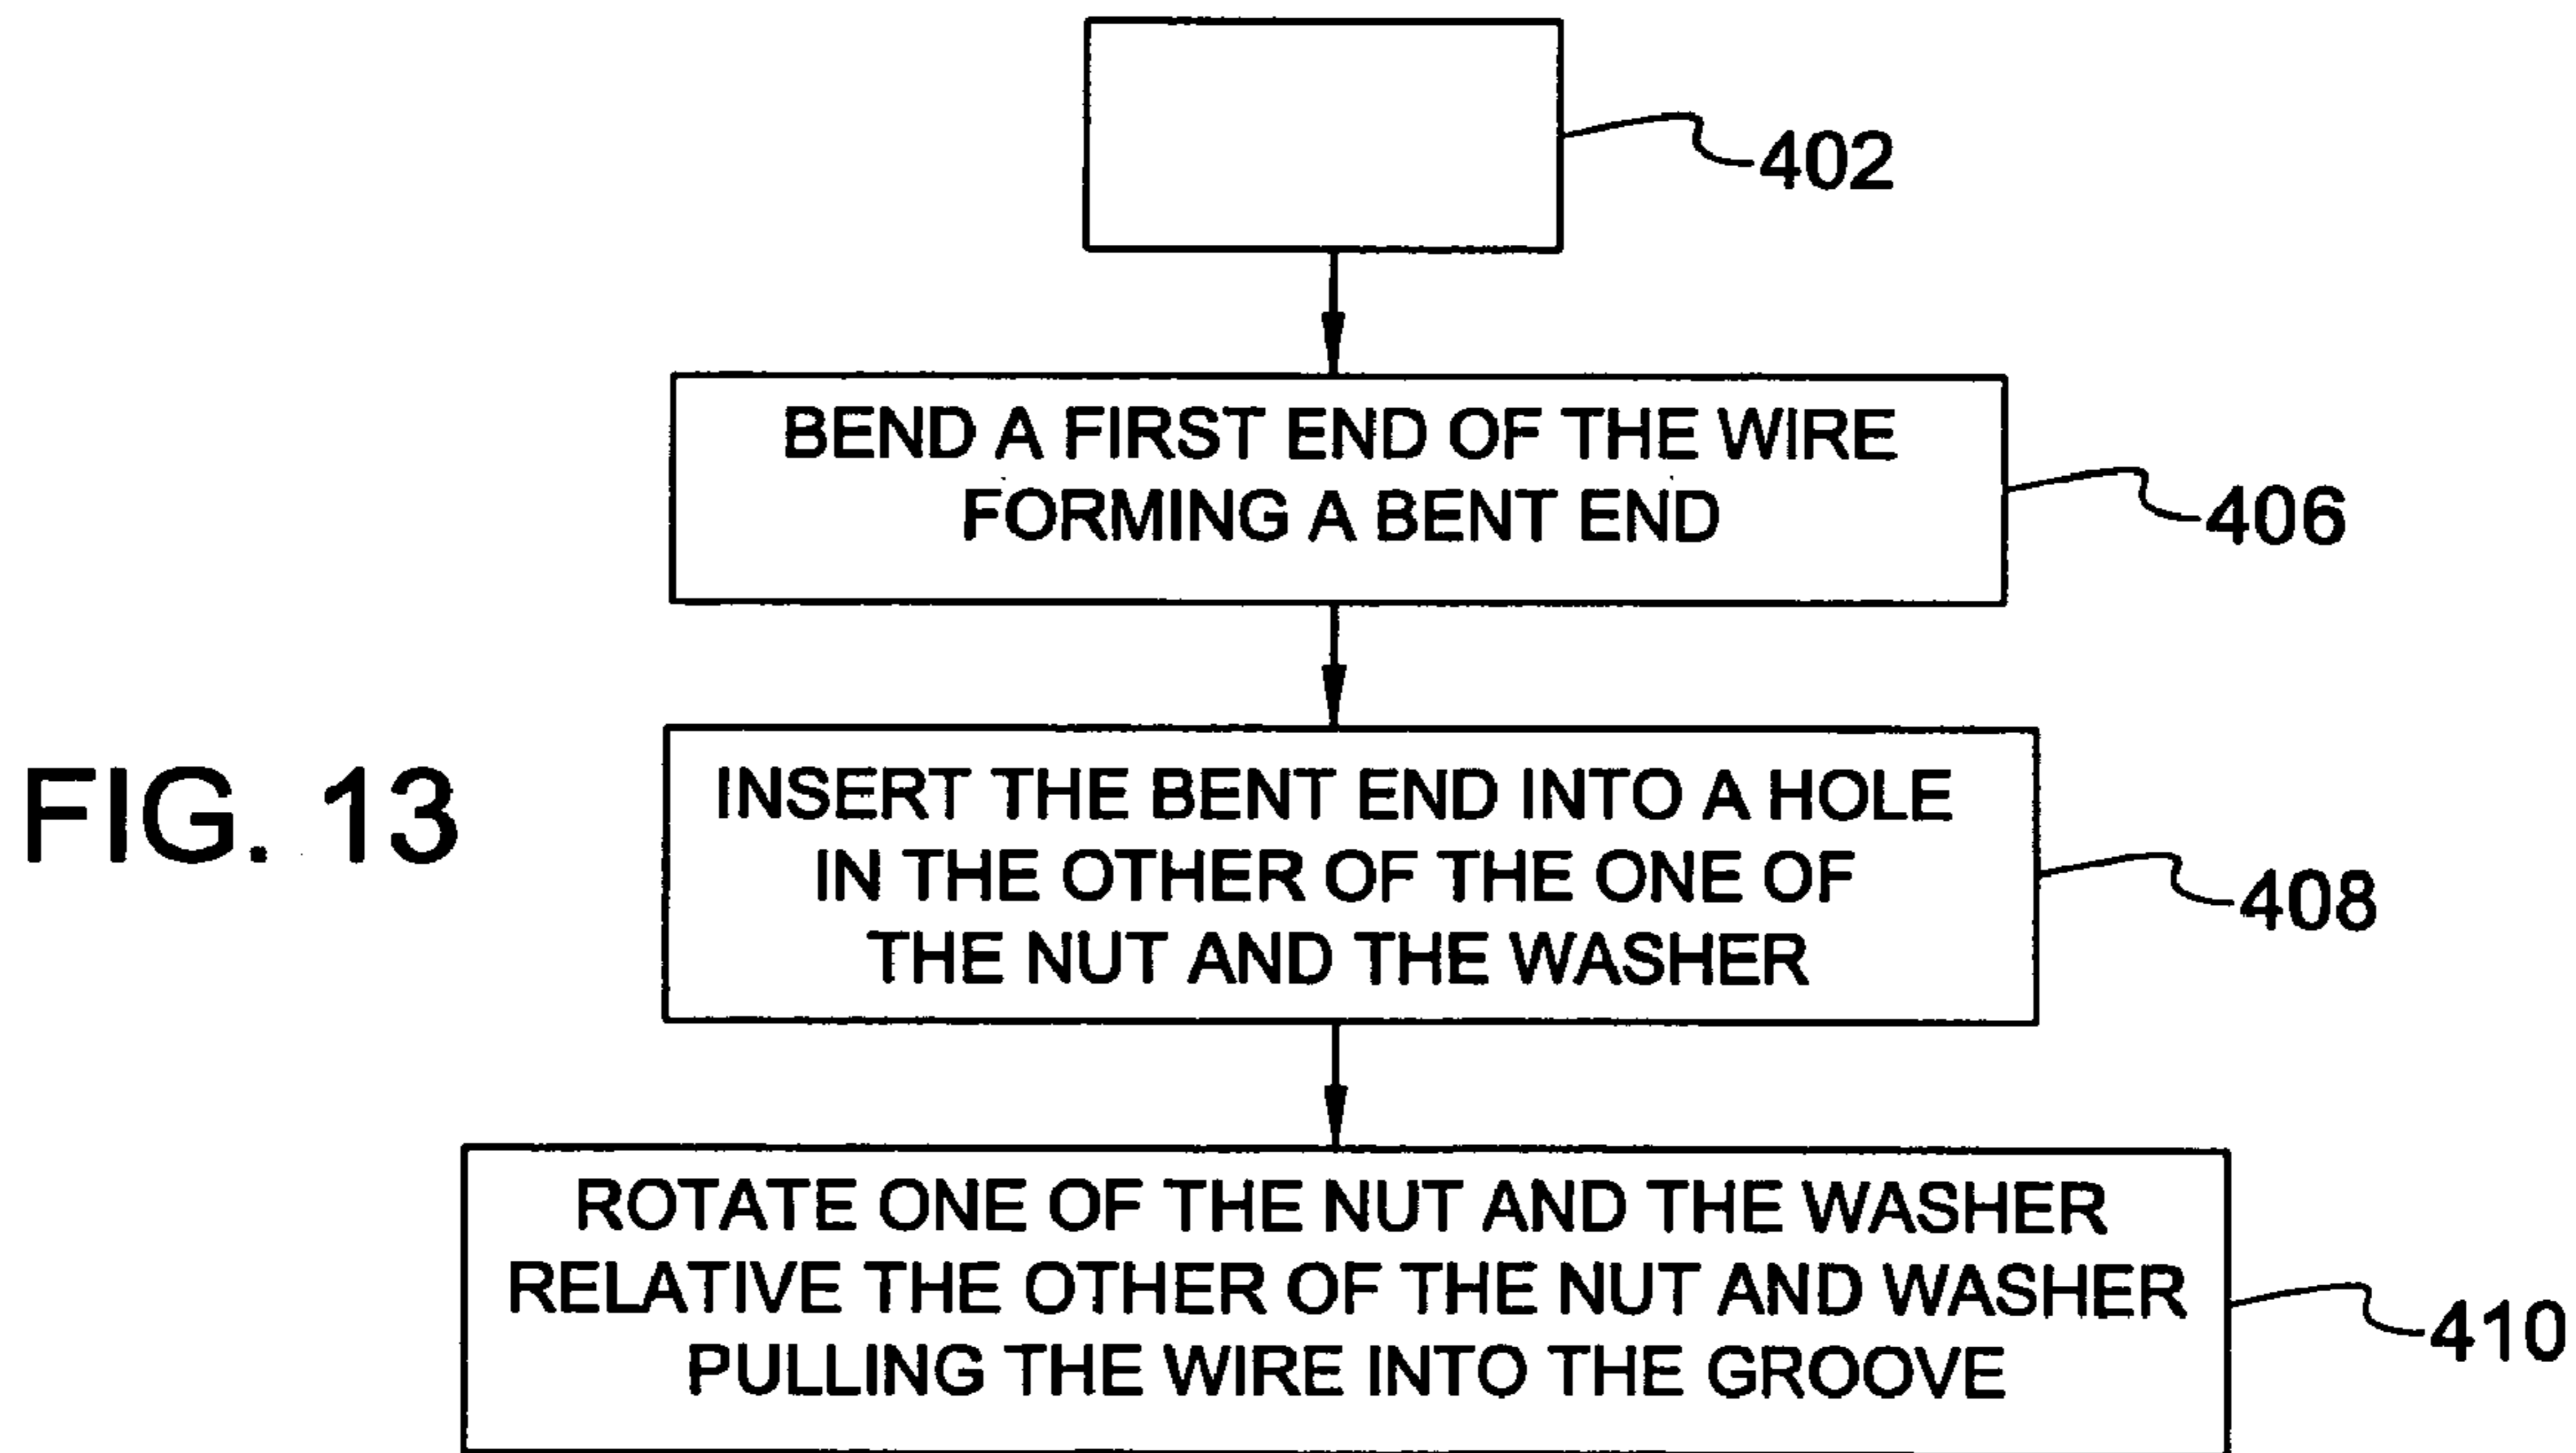 402
BEND A FIRST END OF THE WIRE
FORMING A BENT END
406
INSERT THE BENT END INTO A HOLE
IN THE OTHER OF THE ONE OF
THE NUT AND THE WASHER
408
FIG. 13
ROTATE ONE OF THE NUT AND THE WASHER
RELATIVE THE OTHER OF THE NUT AND WASHER
PULLING THE WIRE INTO THE GROOVE
410